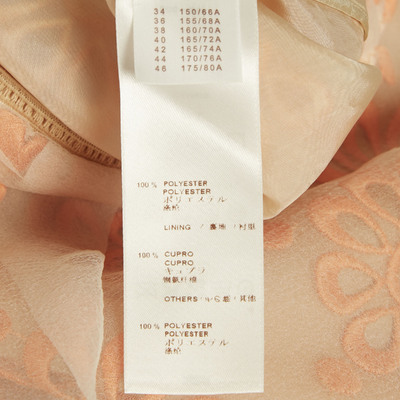 34 150/66A
36 155/68A
38 160/70A
40 165/72A
42 165/74A
44 170/76A
46 175/80A
100 % POLYESTER
POLYESTER
ポリエステル
LINING /
100 % CUPRO
CUPRO
キュプラ
OTHERS / / 其他
100 % POLYESTER
POLYESTER
ポリエステル